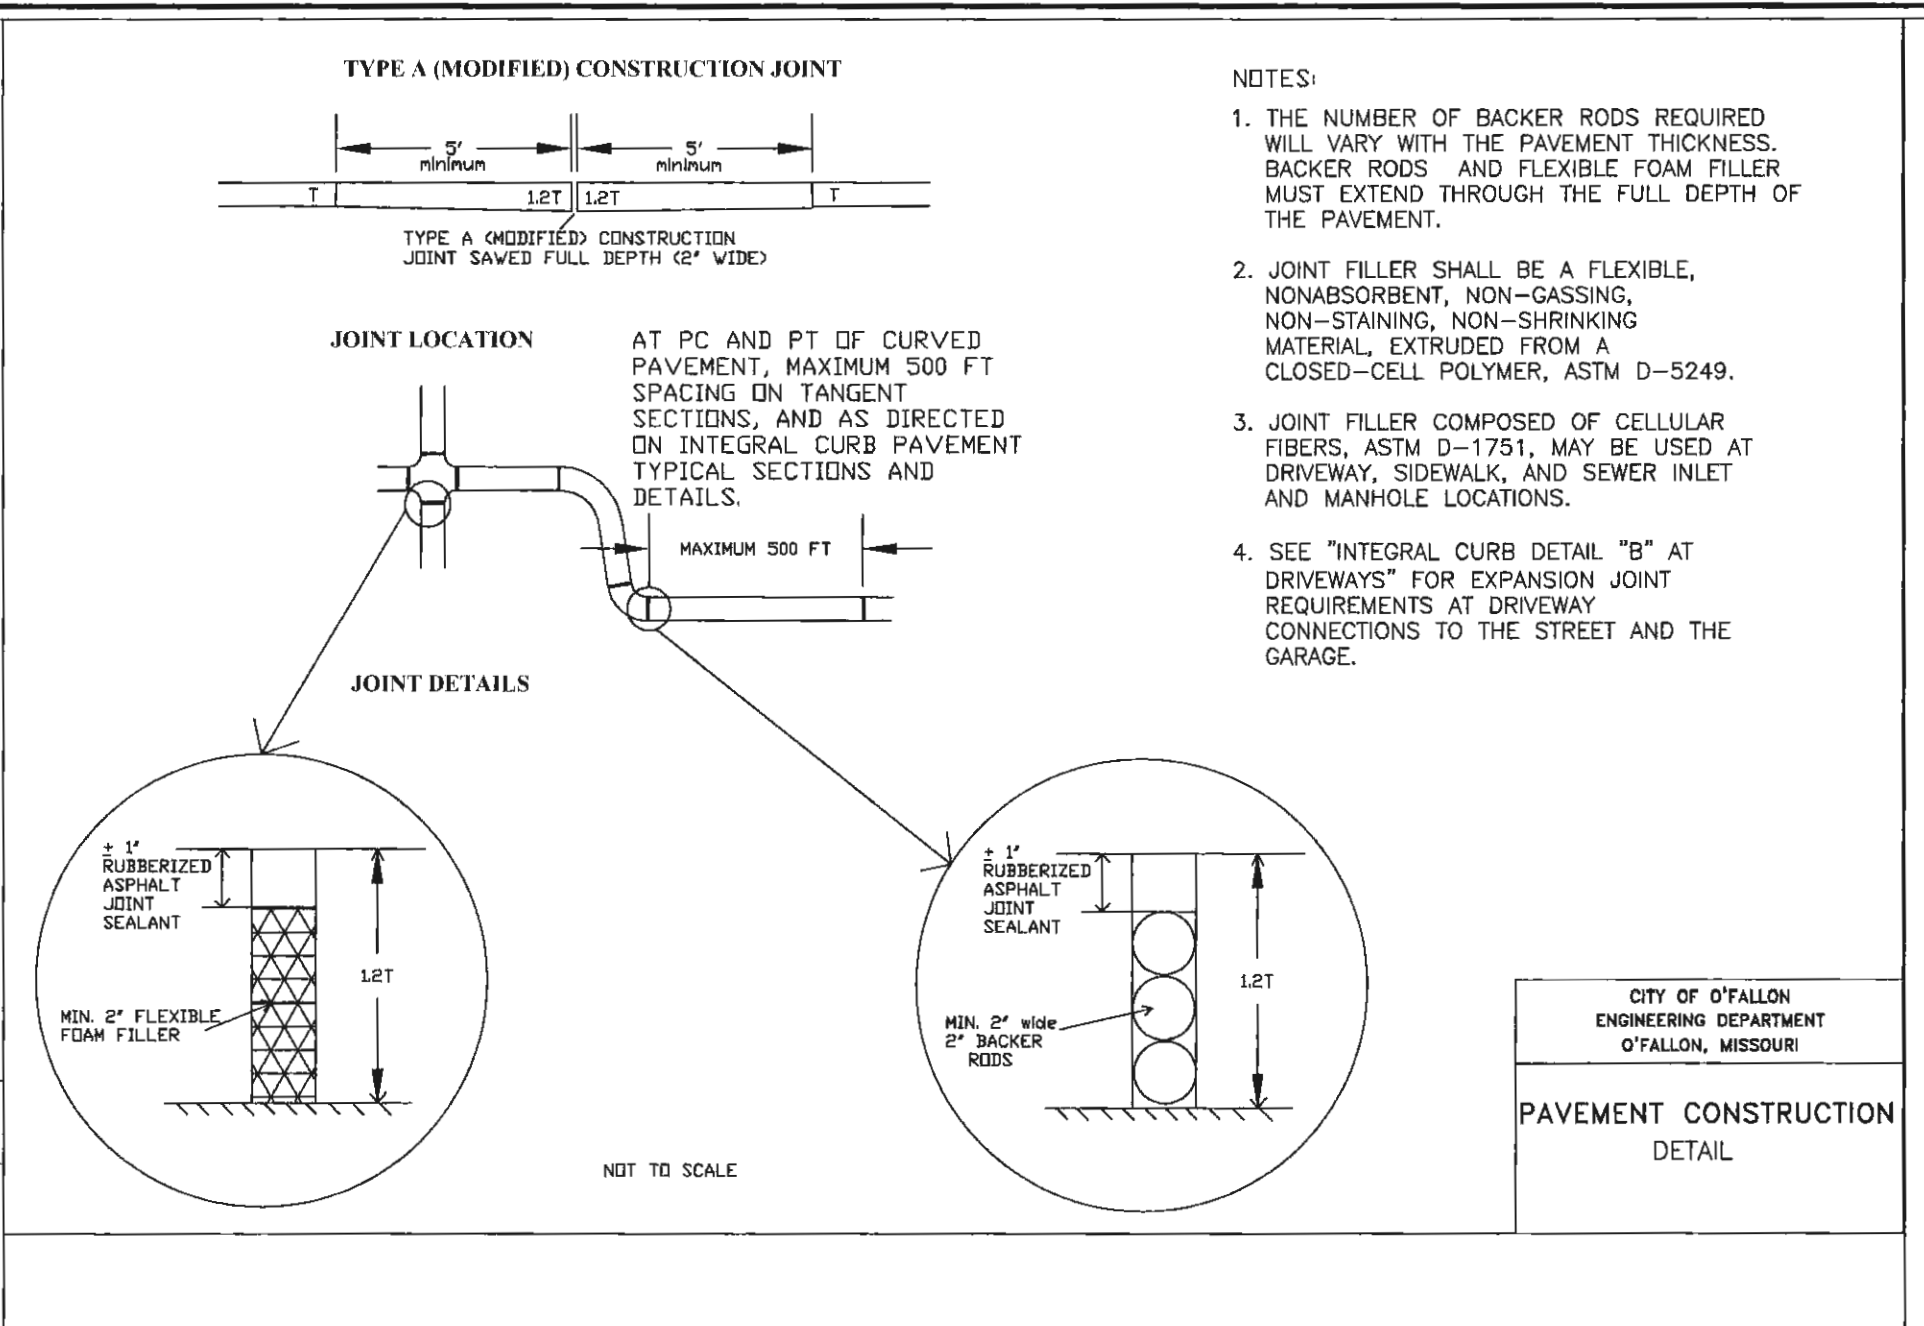 TYPE A (MODIFIED) CONSTRUCTION JOINT
5'
minimum
5'
minimum
T
1.2T
1.2T
T
TYPE A (MODIFIED) CONSTRUCTION
JOINT SAWED FULL DEPTH (2" WIDE)
JOINT LOCATION
AT PC AND PT OF CURVED
PAVEMENT, MAXIMUM 500 FT
SPACING ON TANGENT
SECTIONS, AND AS DIRECTED
ON INTEGRAL CURB PAVEMENT
TYPICAL SECTIONS AND
DETAILS.
MAXIMUM 500 FT
JOINT DETAILS
± 1"
RUBBERIZED
ASPHALT
JOINT
SEALANT
1.2T
MIN. 2" FLEXIBLE
FOAM FILLER
± 1"
RUBBERIZED
ASPHALT
JOINT
SEALANT
1.2T
MIN. 2" wide
2" BACKER
RODS
NOT TO SCALE
NOTES:
1. THE NUMBER OF BACKER RODS REQUIRED
WILL VARY WITH THE PAVEMENT THICKNESS.
BACKER RODS AND FLEXIBLE FOAM FILLER
MUST EXTEND THROUGH THE FULL DEPTH OF
THE PAVEMENT.
2. JOINT FILLER SHALL BE A FLEXIBLE,
NONABSORBENT, NON-GASSING,
NON-STAINING, NON-SHRINKING
MATERIAL, EXTRUDED FROM A
CLOSED-CELL POLYMER, ASTM D-5249.
3. JOINT FILLER COMPOSED OF CELLULAR
FIBERS, ASTM D-1751, MAY BE USED AT
DRIVEWAY, SIDEWALK, AND SEWER INLET
AND MANHOLE LOCATIONS.
4. SEE "INTEGRAL CURB DETAIL "B" AT
DRIVEWAYS" FOR EXPANSION JOINT
REQUIREMENTS AT DRIVEWAY
CONNECTIONS TO THE STREET AND THE
GARAGE.
CITY OF O'FALLON
ENGINEERING DEPARTMENT
O'FALLON, MISSOURI
PAVEMENT CONSTRUCTION
DETAIL